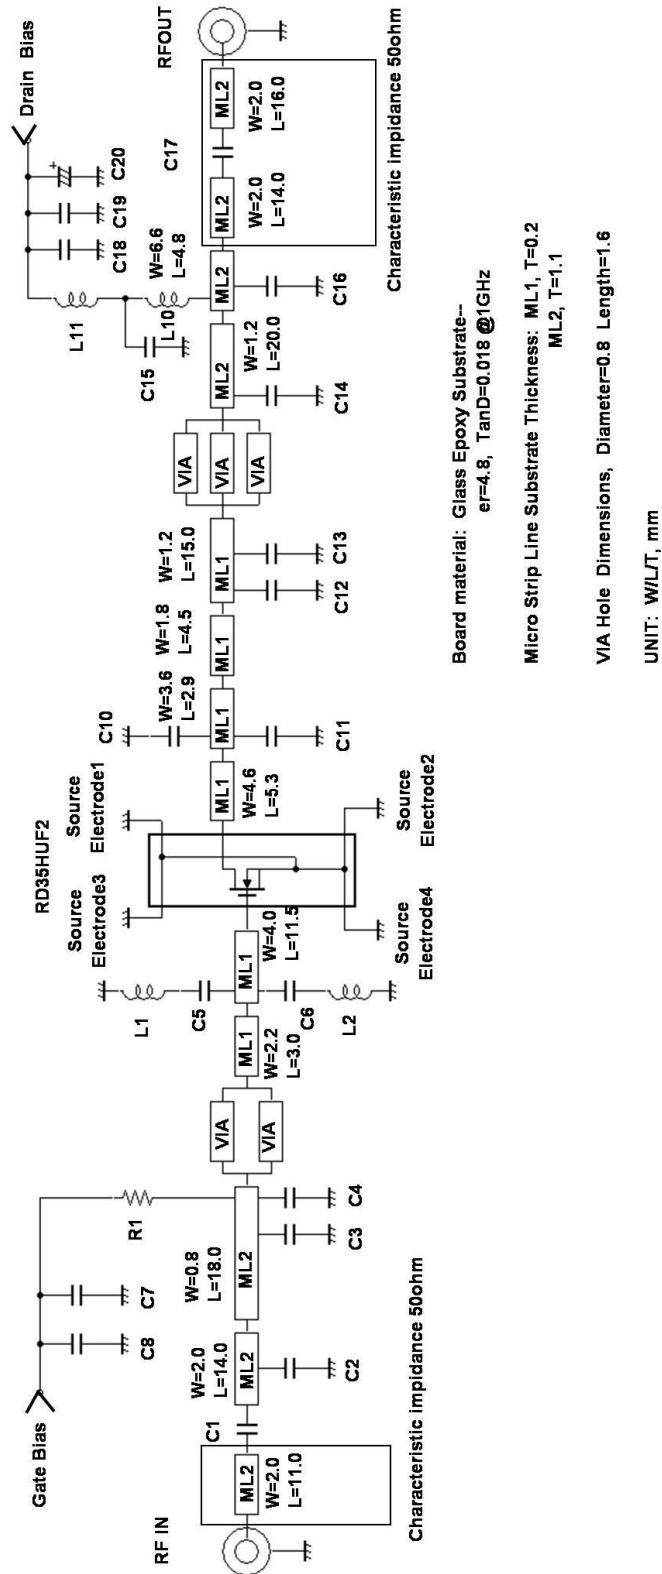 RF IN
Characteristic impidance 50ohm
ML2
W=2.0
L=11.0
C1
W=2.0
L=14.0
ML2
C2
Gate Bias
C8
C7
R1
W=0.8
L=18.0
ML2
C3
C4
VIA
VIA
ML1
W=2.2
L=3.0
L1
C5
C6
L2
ML1
W=4.0
L=11.5
RD35HUF2
Source
Electrode3
Source
Electrode1
Source
Electrode4
Source
Electrode2
ML1
W=4.6
L=5.3
C10
W=3.6
L=2.9
ML1
C11
W=1.8
L=4.5
ML1
W=1.2
L=15.0
ML1
C12
C13
VIA
VIA
VIA
ML2
W=1.2
L=20.0
C14
C15
L11
L10
W=6.6
L=4.8
ML2
C16
C18
C19
+
C20
Drain Bias
ML2
W=2.0
L=14.0
C17
ML2
W=2.0
L=16.0
RFOUT
Characteristic impidance 50ohm
Board material: Glass Epoxy Substrate--
er=4.8, TanD=0.018 @1GHz
Micro Strip Line Substrate Thickness: ML1, T=0.2
ML2, T=1.1
VIA Hole Dimensions, Diameter=0.8 Length=1.6
UNIT: W/L/T, mm